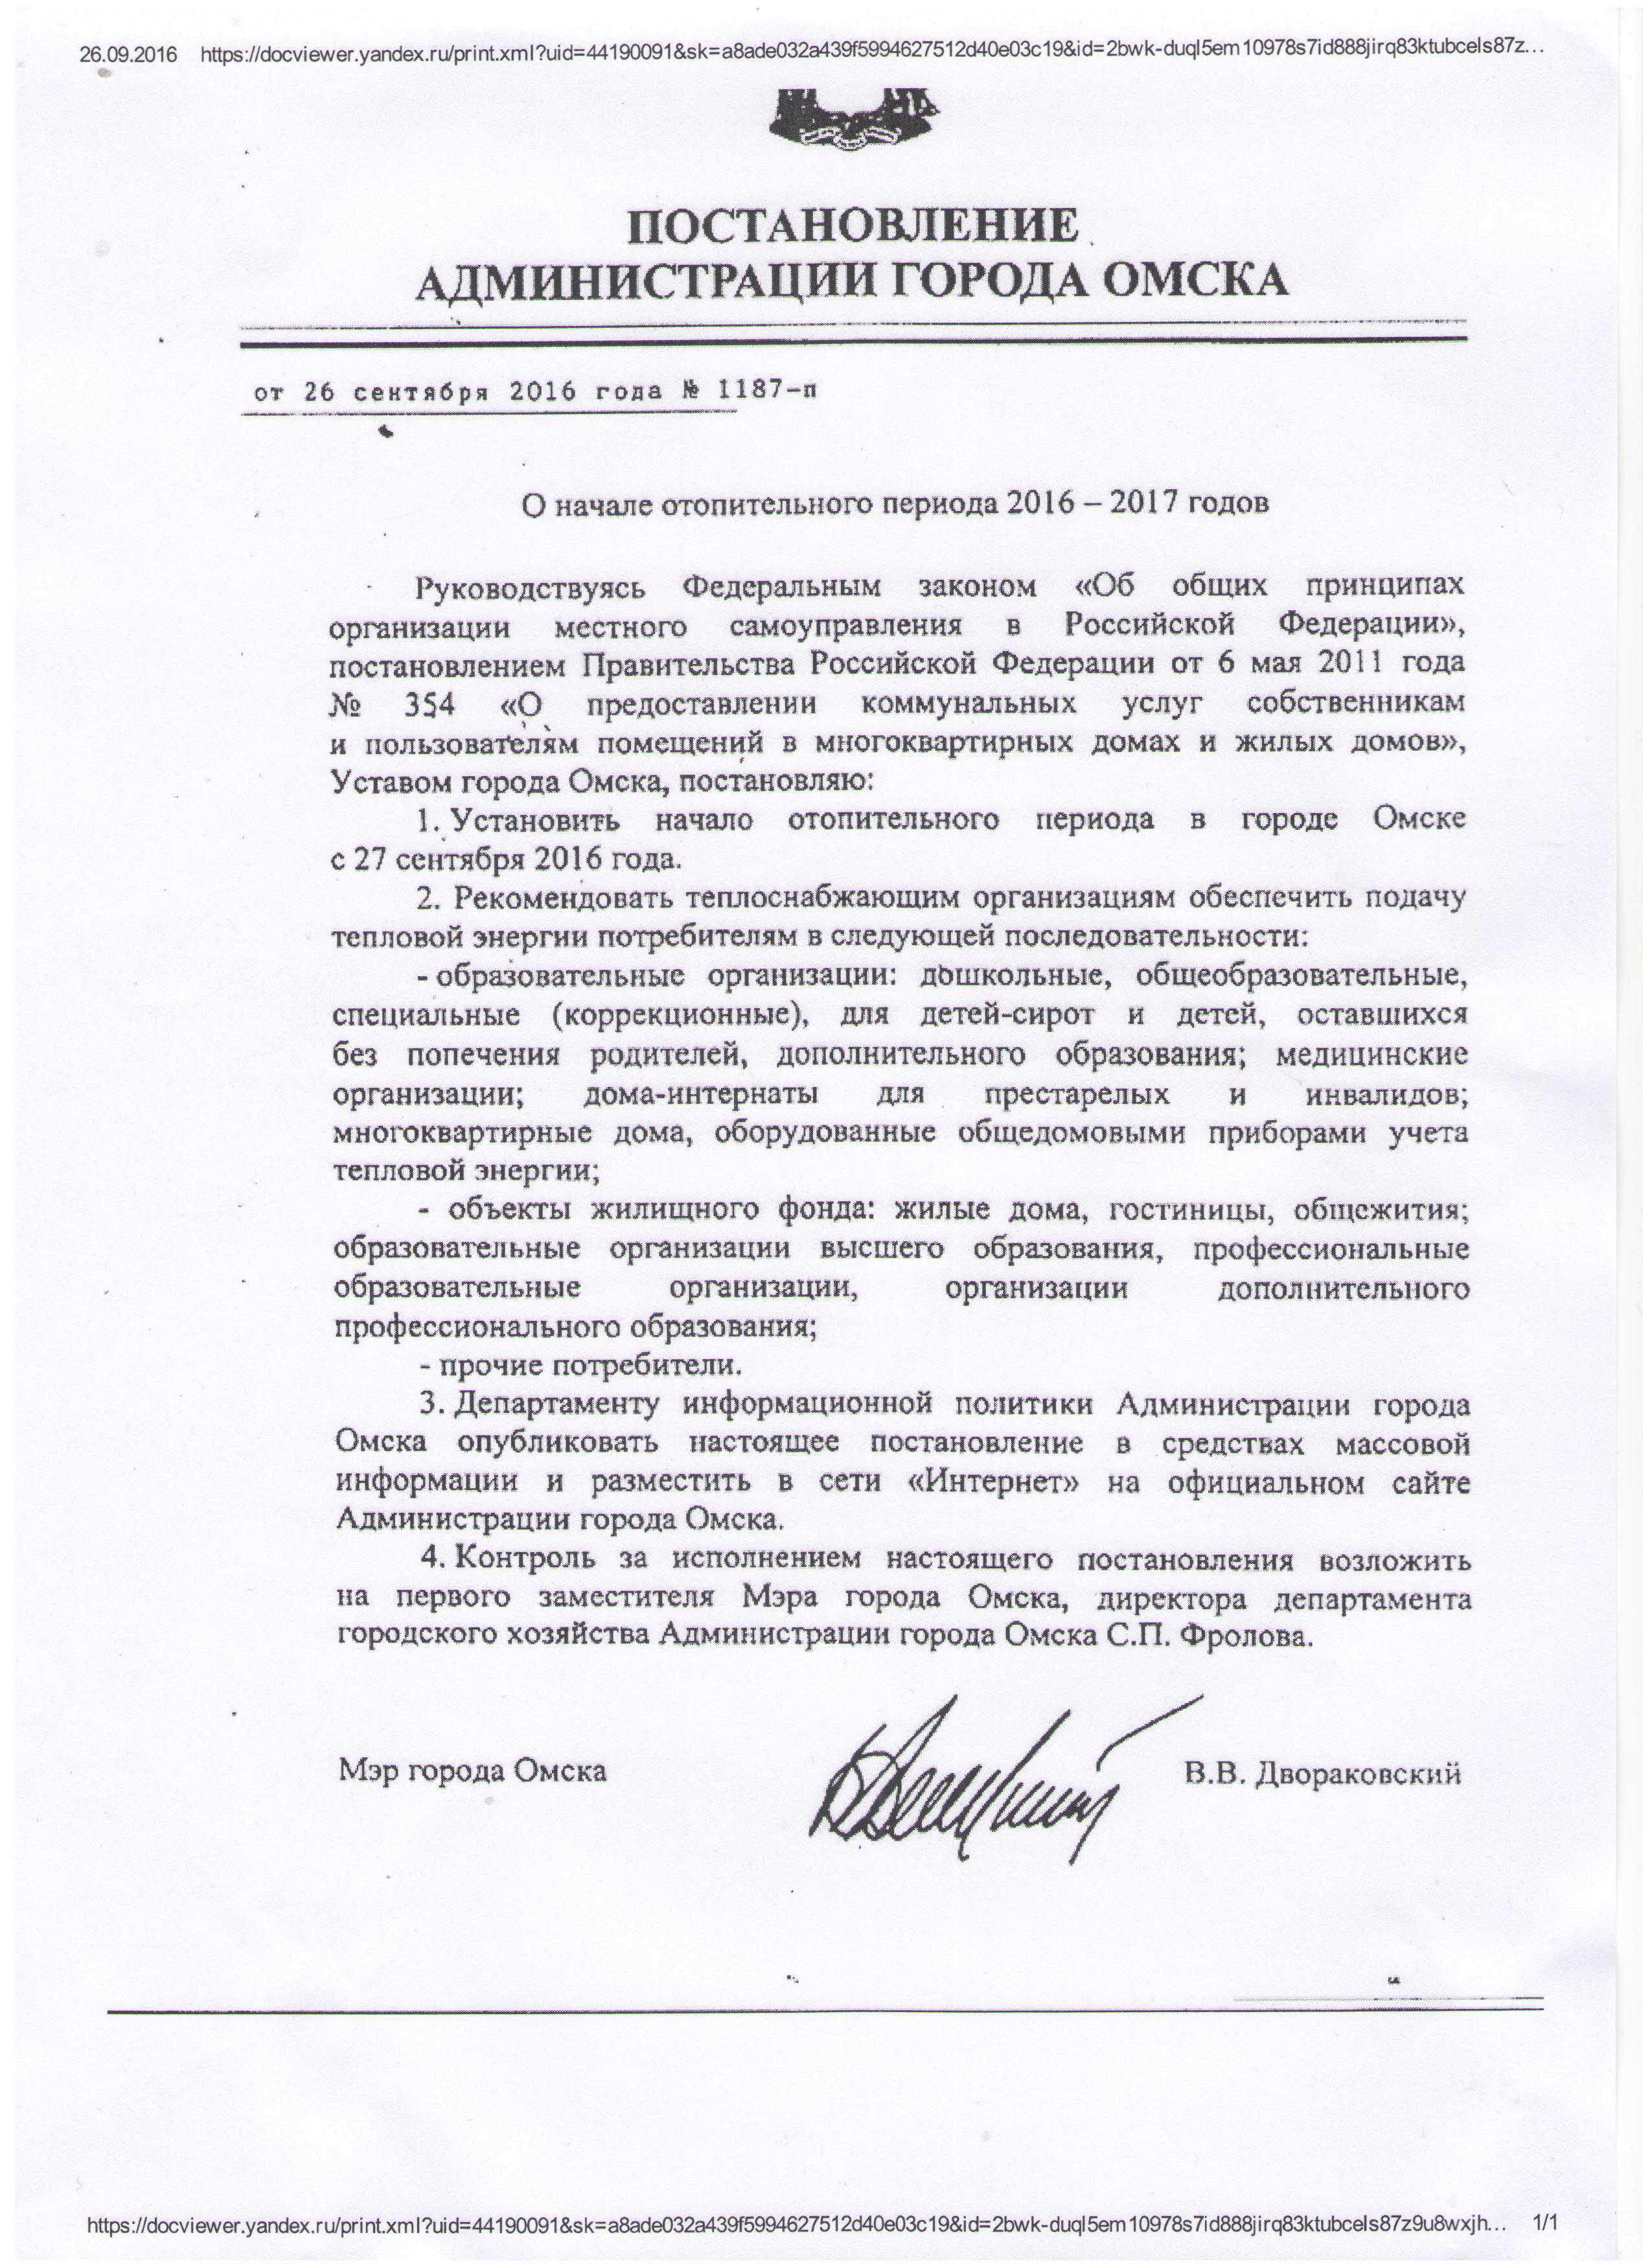 26.09.2016 https://docviewer.yandex.ru/print.xml?uid=44190091&sk=a8ade032a439f5994627512d40e03c19&id=2bwk-duql5em10978s7id888jirq83ktubcels87z…
ПОСТАНОВЛЕНИЕ
АДМИНИСТРАЦИИ ГОРОДА ОМСКА
от 26 сентября 2016 года № 1187-п
О начале отопительного периода 2016 – 2017 годов
Руководствуясь Федеральным законом «Об общих принципах
организации местного самоуправления в Российской Федерации»,
постановлением Правительства Российской Федерации от 6 мая 2011 года
№ 354 «О предоставлении коммунальных услуг собственникам
и пользователям помещений в многоквартирных домах и жилых домов»,
Уставом города Омска, постановляю:
1. Установить начало отопительного периода в городе Омске
с 27 сентября 2016 года.
2. Рекомендовать теплоснабжающим организациям обеспечить подачу
тепловой энергии потребителям в следующей последовательности:
- образовательные организации: дошкольные, общеобразовательные,
специальные (коррекционные), для детей-сирот и детей, оставшихся
без попечения родителей, дополнительного образования; медицинские
организации; дома-интернаты для престарелых и инвалидов;
многоквартирные дома, оборудованные общедомовыми приборами учета
тепловой энергии;
- объекты жилищного фонда: жилые дома, гостиницы, общежития;
образовательные организации высшего образования, профессиональные
образовательные организации, организации дополнительного
профессионального образования;
- прочие потребители.
3. Департаменту информационной политики Администрации города
Омска опубликовать настоящее постановление в средствах массовой
информации и разместить в сети «Интернет» на официальном сайте
Администрации города Омска.
4. Контроль за исполнением настоящего постановления возложить
на первого заместителя Мэра города Омска, директора департамента
городского хозяйства Администрации города Омска С.П. Фролова.
Мэр города Омска В.В. Двораковский
https://docviewer.yandex.ru/print.xml?uid=44190091&sk=a8ade032a439f5994627512d40e03c19&id=2bwk-duql5em10978s7id888jirq83ktubcels87z9u8wxjh… 1/1